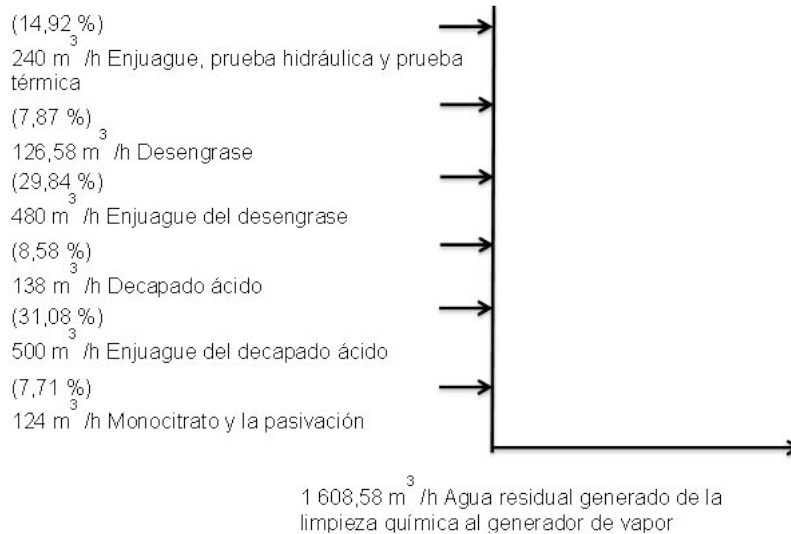 (14,92 %)
240 m³ /h Enjuague, prueba hidráulica y prueba
térmica
(7,87 %)
126,58 m³ /h Desengrase
(29,84 %)
480 m³ /h Enjuague del desengrase
(8,58 %)
138 m³ /h Decapado ácido
(31,08 %)
500 m³ /h Enjuague del decapado ácido
(7,71 %)
124 m³ /h Monocitrato y la pasivación
1 608,58 m³ /h Agua residual generado de la
limpieza química al generador de vapor